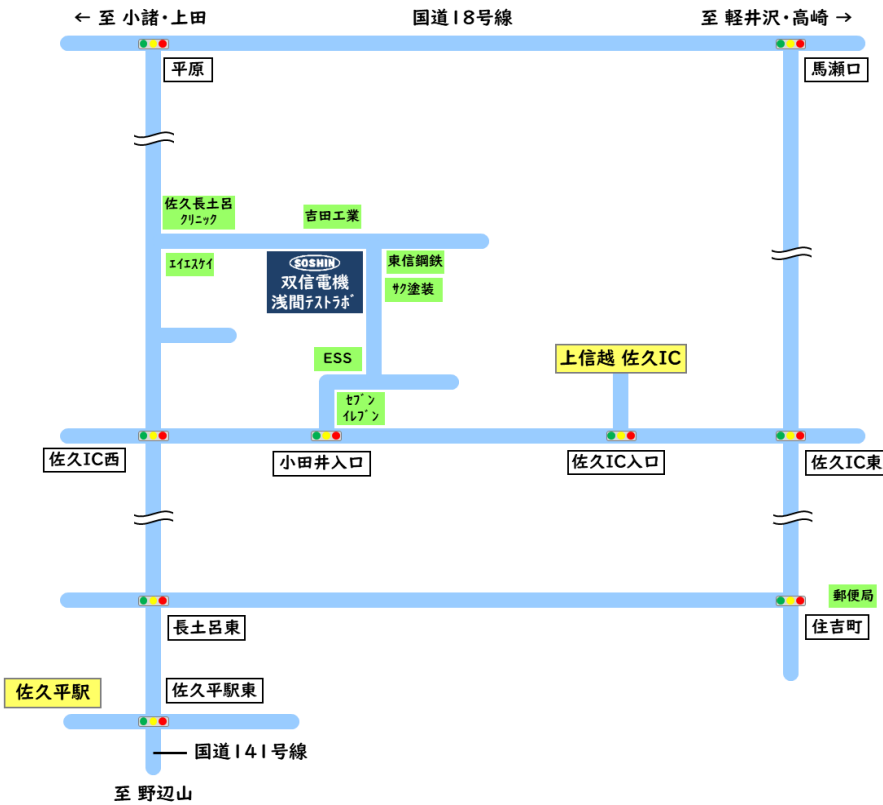 ← 至 小諸・上田
国道18号線
至 軽井沢・高崎 →
平原
馬瀬口
佐久長土呂
クリニック
吉田工業
エイエスケイ
SOSHIN
双信電機
浅間テストラボ
東信鋼鉄
サク塗装
ESS
上信越 佐久IC
セブン
イレブン
佐久IC西
小田井入口
佐久IC入口
佐久IC東
郵便局
長土呂東
住吉町
佐久平駅
佐久平駅東
国道141号線
至 野辺山